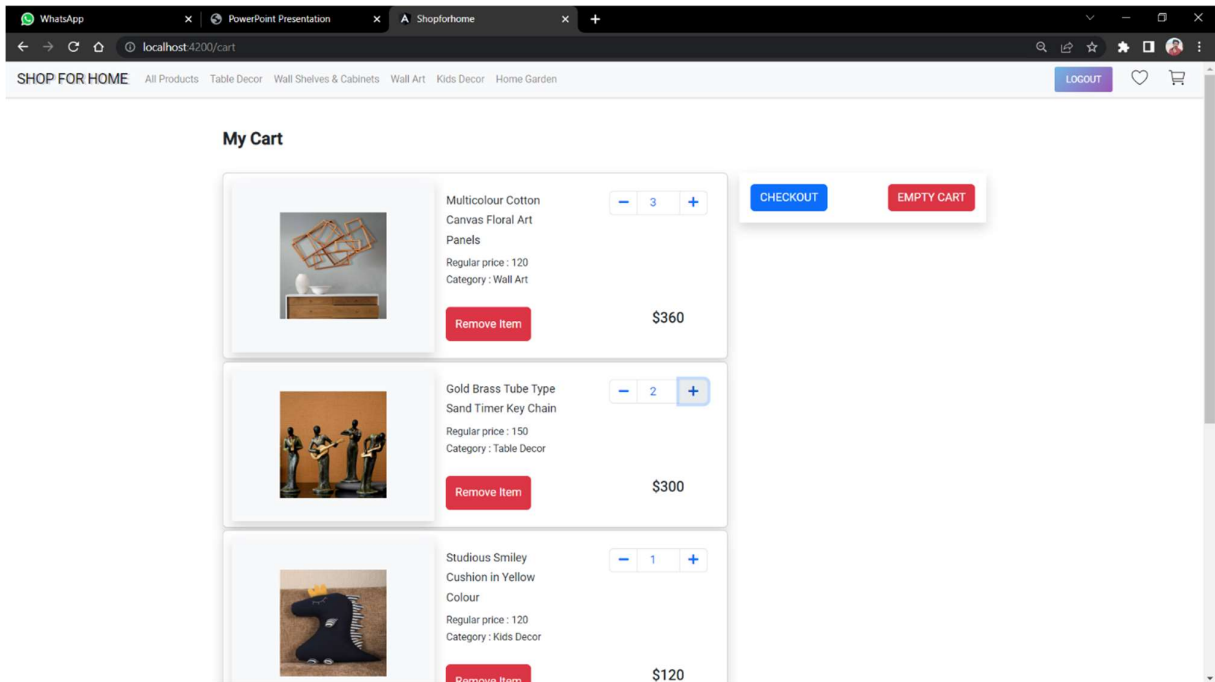 WhatsApp
PowerPoint Presentation
Shopforhome
localhost:4200/cart
SHOP FOR HOME All Products Table Decor Wall Shelves & Cabinets Wall Art Kids Decor Home Garden LOGOUT
My Cart
Multicolour Cotton
Canvas Floral Art
Panels
Regular price : 120
Category : Wall Art
Remove Item
3
$360
CHECKOUT
EMPTY CART
Gold Brass Tube Type
Sand Timer Key Chain
Regular price : 150
Category : Table Decor
Remove Item
2
$300
Studious Smiley
Cushion in Yellow
Colour
Regular price : 120
Category : Kids Decor
Remove Item
1
$120